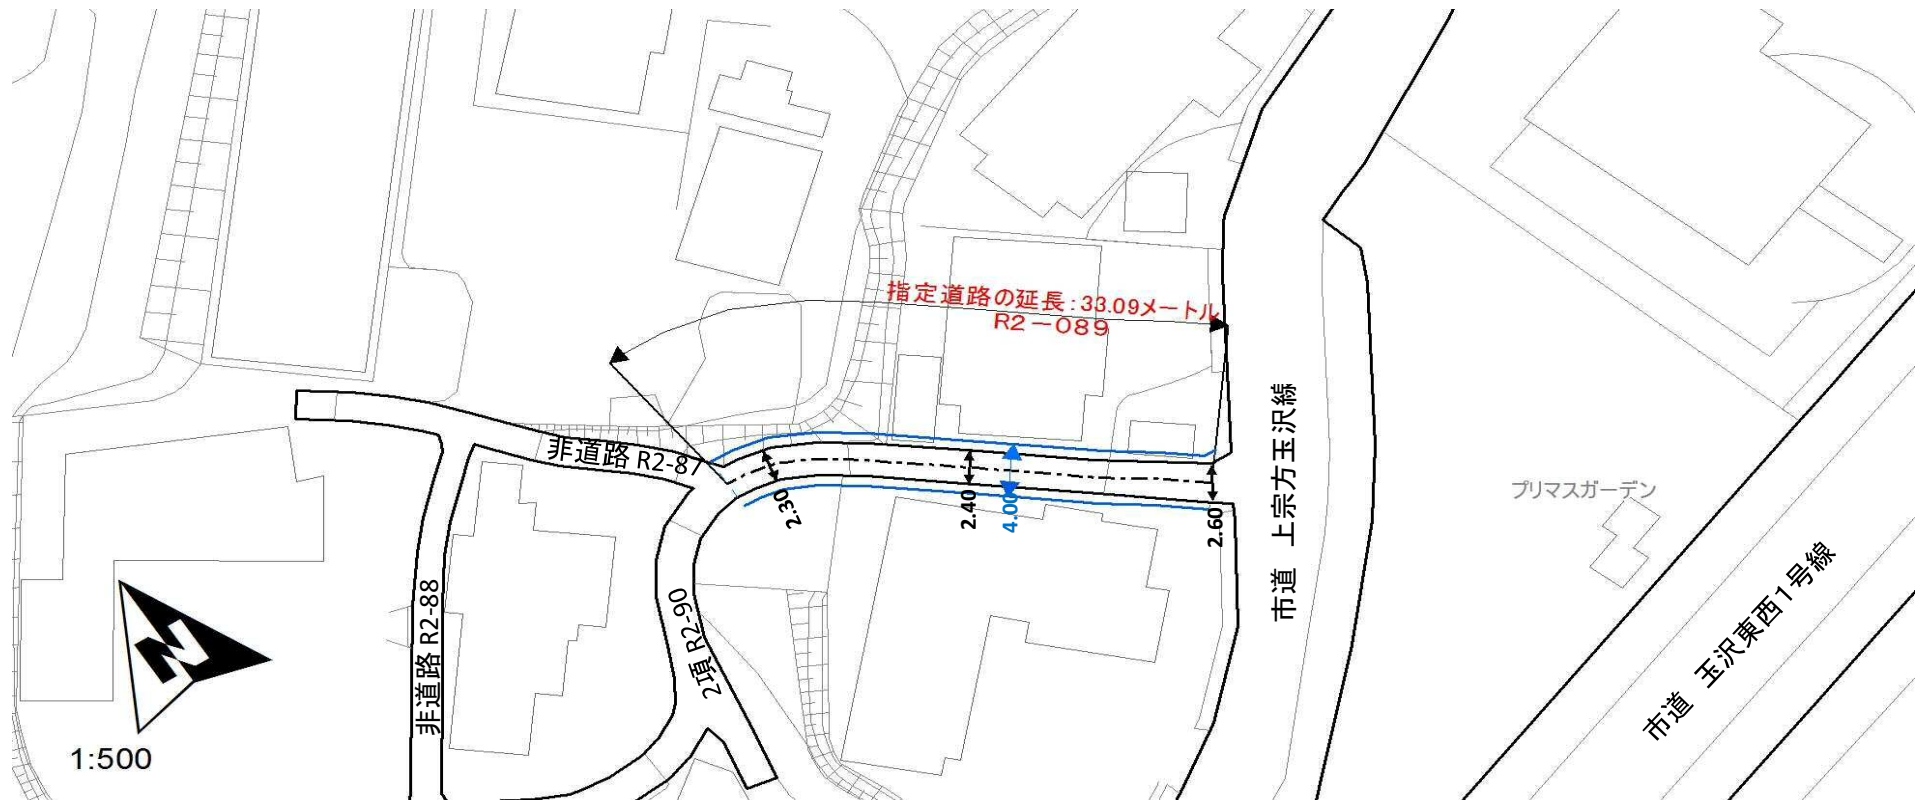 指定道路の延長：33.09メートル
R2－089
非道路 R2-87
2.30
2.40
4.00
2.60
市道　上宗方玉沢線
プリマスガーデン
市道　玉沢東西1号線
非道路 R2-88
2項 R2-90
N
1:500